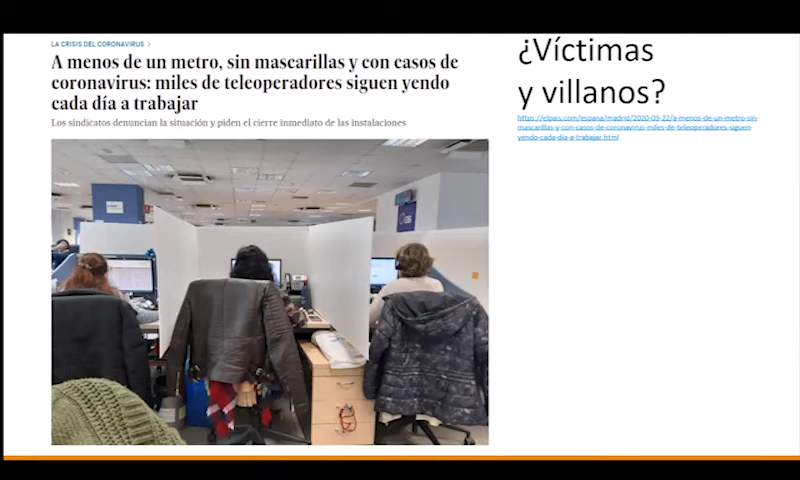 LA CRISIS DEL CORONAVIRUS >
A menos de un metro, sin mascarillas y con casos de
coronavirus: miles de teleoperadores siguen yendo
cada día a trabajar
Los sindicatos denuncian la situación y piden el cierre inmediato de las instalaciones
¿Víctimas
y villanos?
https://elpais.com/espana/madrid/2020-03-22/a-menos-de-un-metro-sin-
mascarillas-y-con-casos-de-coronavirus-miles-de-teleoperadores-siguen-
yendo-cada-dia-a-trabajar.html